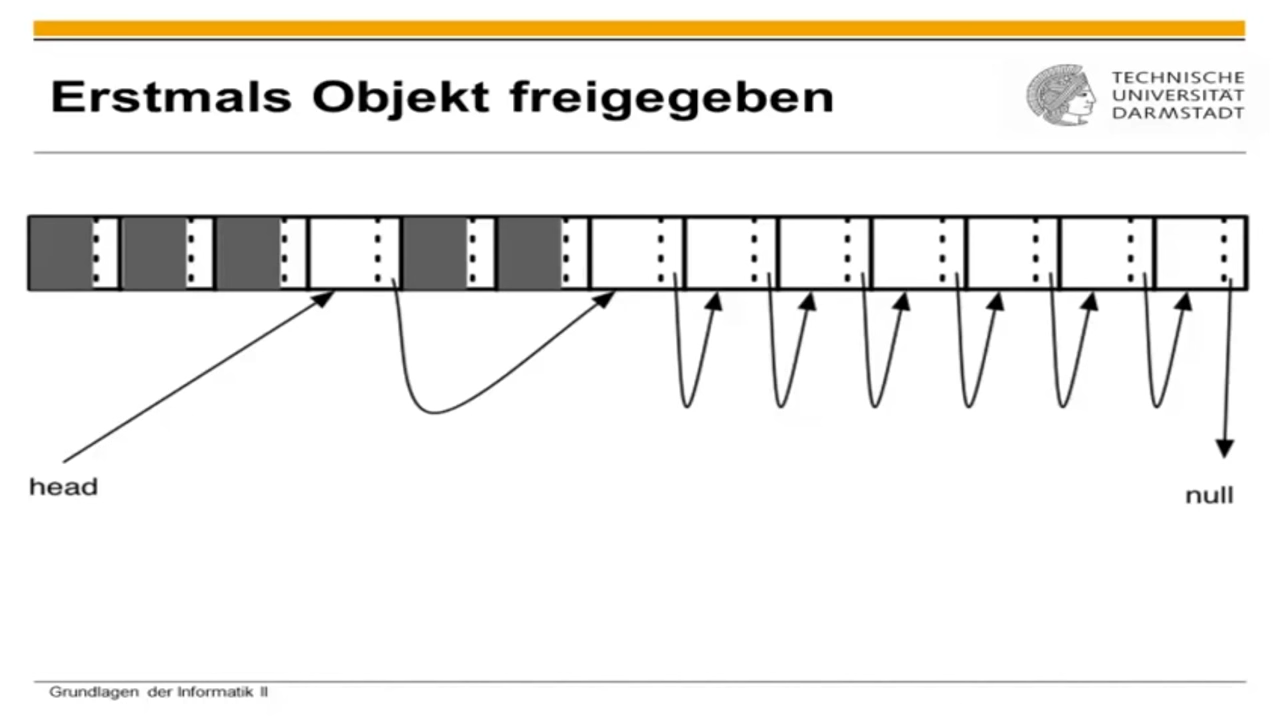 Erstmals Objekt freigegeben
TECHNISCHE
UNIVERSITÄT
DARMSTADT
head
null
Grundlagen der Informatik II